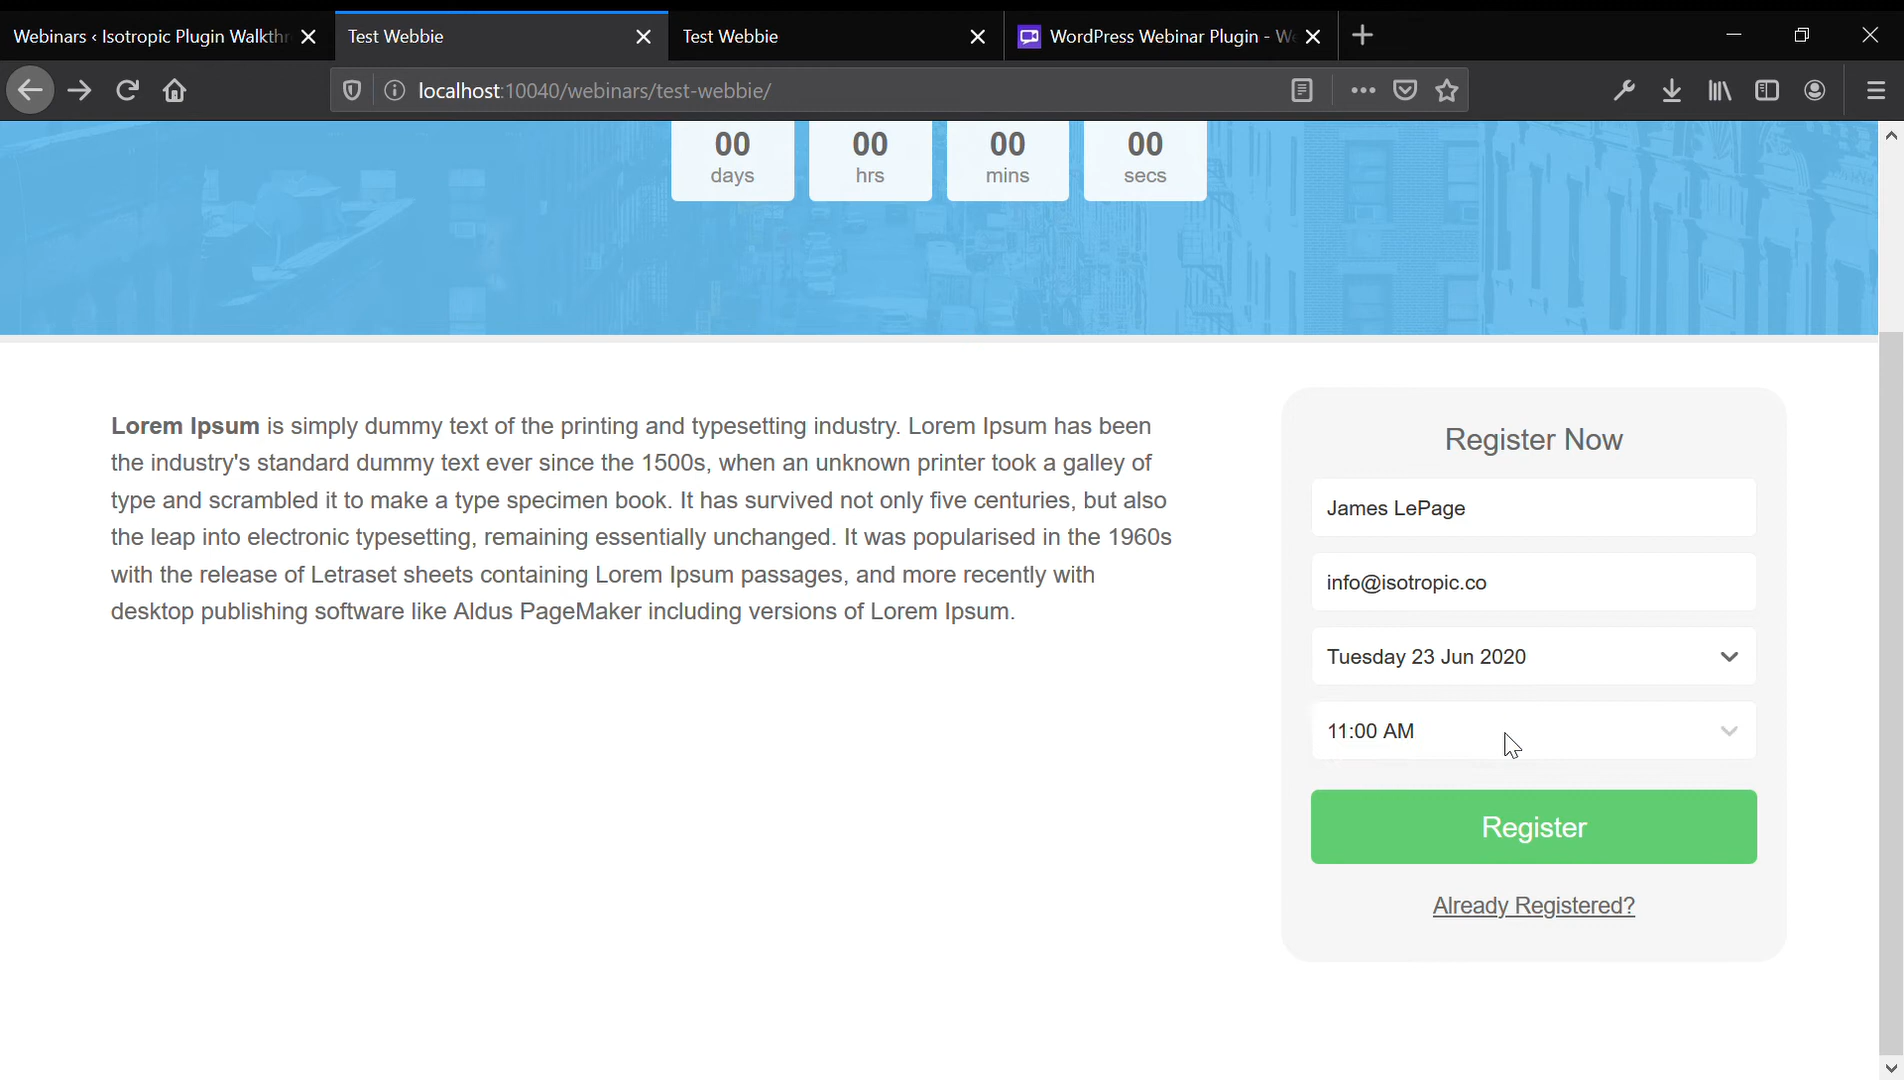 Webinars ‹ Isotropic Plugin Walkthr
Test Webbie
Test Webbie
WordPress Webinar Plugin - We
localhost:10040/webinars/test-webbie/
00 00 00 00
days hrs mins secs
Lorem Ipsum is simply dummy text of the printing and typesetting industry. Lorem Ipsum has been
the industry's standard dummy text ever since the 1500s, when an unknown printer took a galley of
type and scrambled it to make a type specimen book. It has survived not only five centuries, but also
the leap into electronic typesetting, remaining essentially unchanged. It was popularised in the 1960s
with the release of Letraset sheets containing Lorem Ipsum passages, and more recently with
desktop publishing software like Aldus PageMaker including versions of Lorem Ipsum.
Register Now
James LePage
info@isotropic.co
Tuesday 23 Jun 2020
11:00 AM
Register
Already Registered?